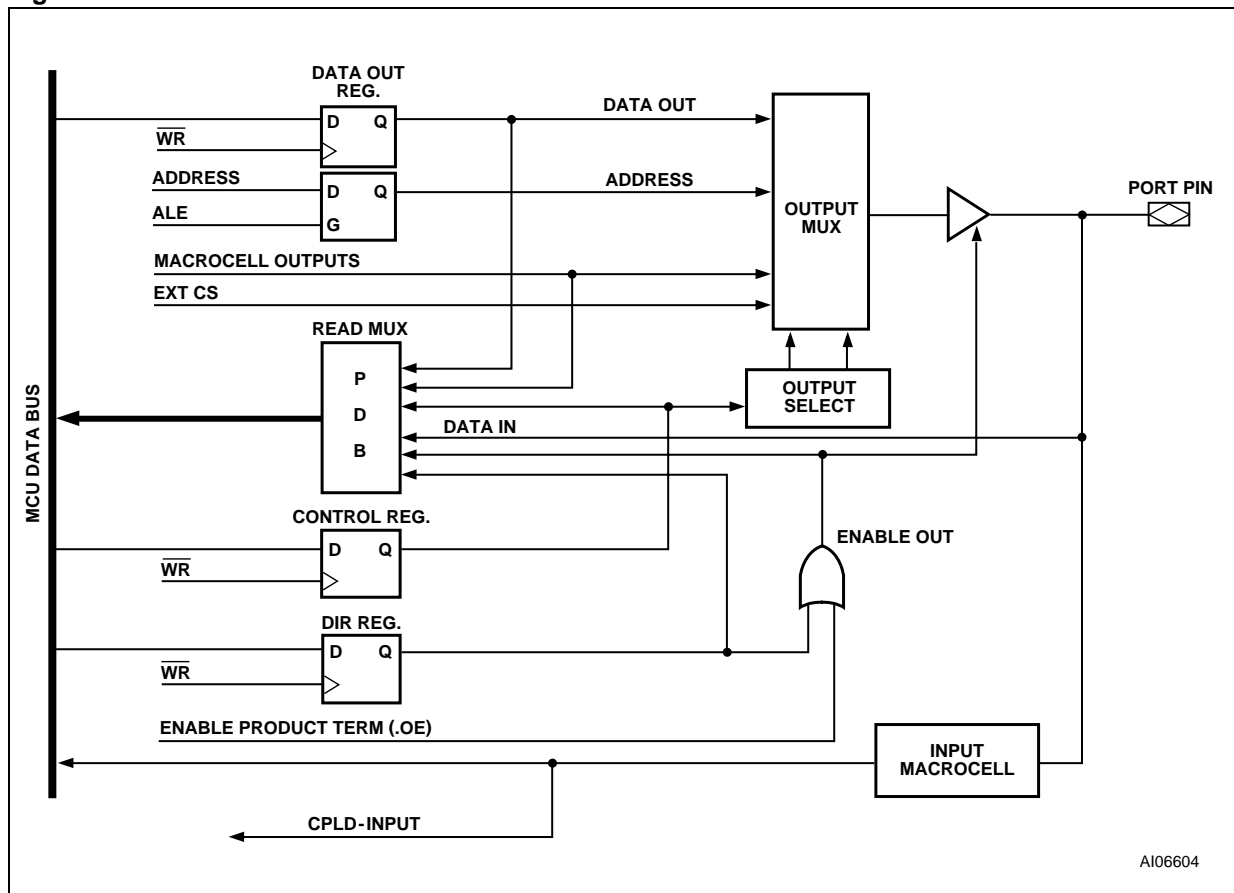 DATA OUT
REG.
D Q
WR
DATA OUT
ADDRESS
ALE
D Q
G
ADDRESS
OUTPUT
MUX
PORT PIN
MACROCELL OUTPUTS
EXT CS
READ MUX
P
D
B
OUTPUT
SELECT
DATA IN
MCU DATA BUS
CONTROL REG.
D Q
WR
ENABLE OUT
DIR REG.
D Q
WR
ENABLE PRODUCT TERM (.OE)
INPUT
MACROCELL
CPLD-INPUT
AI06604